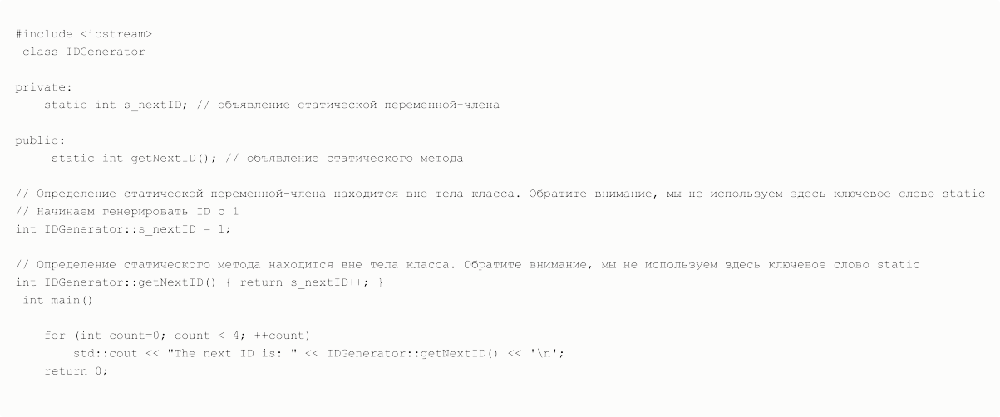 #include <iostream>
 class IDGenerator
private:
    static int s_nextID; // объявление статической переменной-члена
public:
     static int getNextID(); // объявление статического метода
// Определение статической переменной-члена находится вне тела класса. Обратите внимание, мы не используем здесь ключевое слово static
// Начинаем генерировать ID с 1
int IDGenerator::s_nextID = 1;
// Определение статического метода находится вне тела класса. Обратите внимание, мы не используем здесь ключевое слово static
int IDGenerator::getNextID() { return s_nextID++; }
 int main()
    for (int count=0; count < 4; ++count)
        std::cout << "The next ID is: " << IDGenerator::getNextID() << '\n';
    return 0;